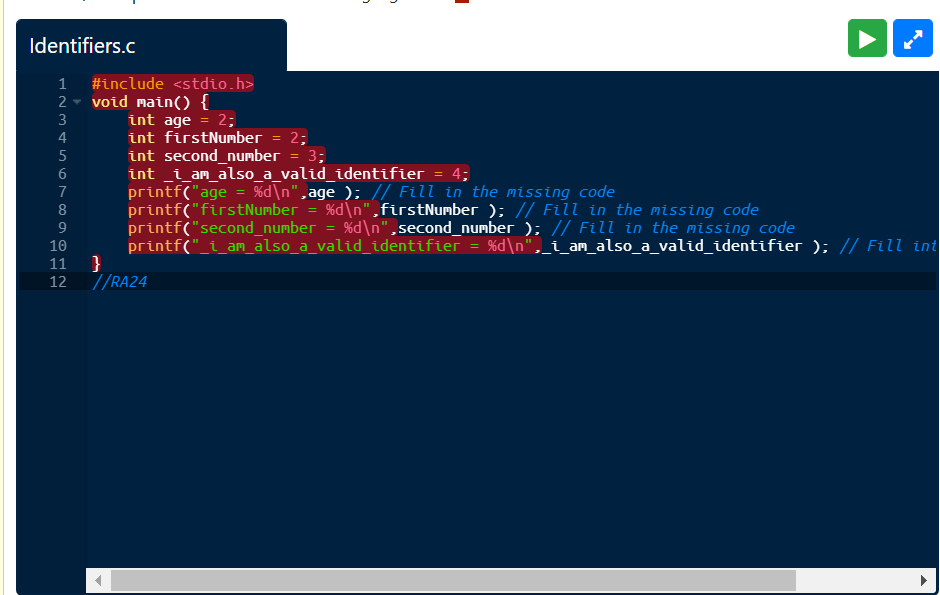 Identifiers.c
1 #include <stdio.h>
2 void main() {
3 int age = 2;
4 int firstNumber = 2;
5 int second_number = 3;
6 int _i_am_also_a_valid_identifier = 4;
7 printf("age = %d\n",age ); // Fill in the missing code
8 printf("firstNumber = %d\n",firstNumber ); // Fill in the missing code
9 printf("second_number = %d\n",second_number ); // Fill in the missing code
10 printf("_i_am_also_a_valid_identifier = %d\n",_i_am_also_a_valid_identifier ); // Fill int
11 }
12 //RA24